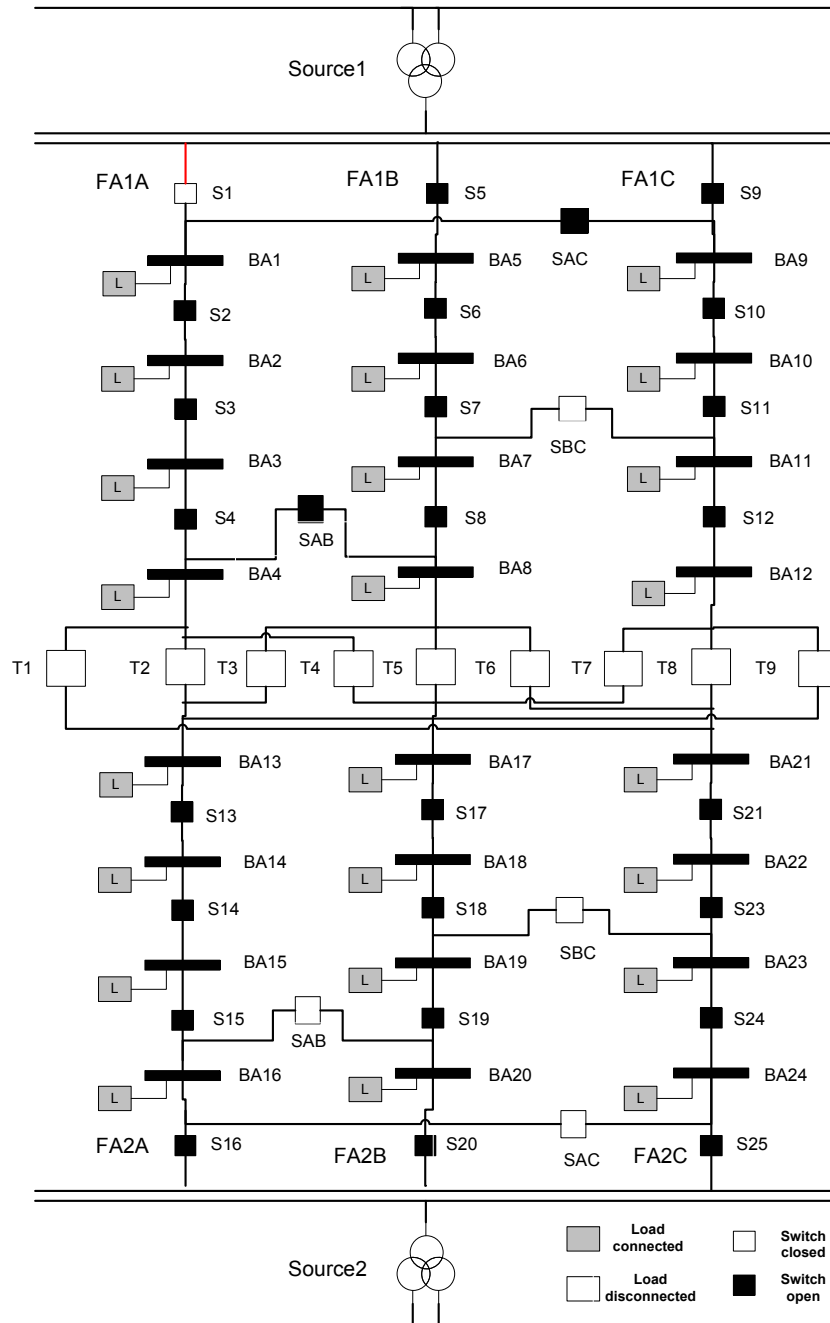 Source1
FA1A
S1
FA1B
S5
FA1C
S9
SAC
BA1
BA5
BA9
L
L
L
S2
S6
S10
BA2
BA6
BA10
L
L
L
S3
S7
S11
SBC
BA3
BA7
BA11
L
L
L
S4
SAB
S8
S12
BA4
BA8
BA12
L
L
L
T1
T2
T3
T4
T5
T6
T7
T8
T9
BA13
BA17
BA21
L
L
L
S13
S17
S21
BA14
BA18
BA22
L
L
L
S14
S18
S23
SBC
BA15
BA19
BA23
L
L
L
S15
SAB
S19
S24
BA16
BA20
BA24
L
L
L
FA2A
S16
FA2B
S20
SAC
FA2C
S25
Source2
Load
connected
Switch
closed
Load
disconnected
Switch
open